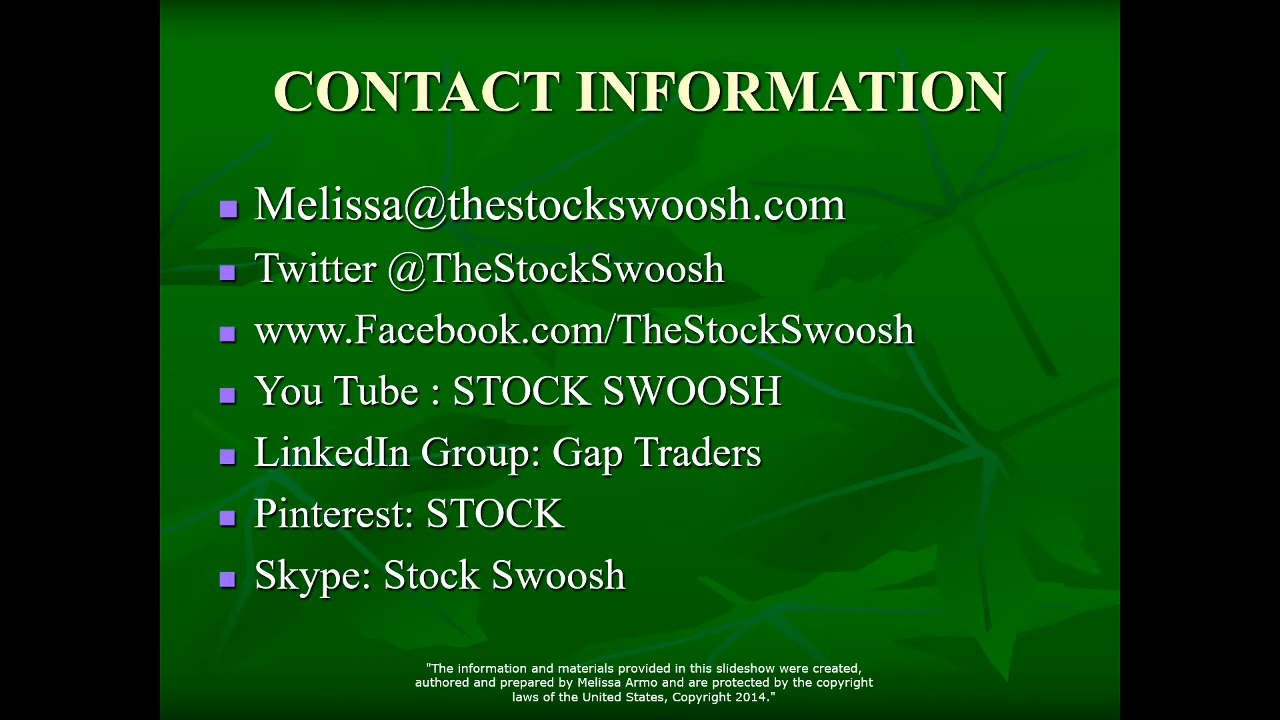 CONTACT INFORMATION
Melissa@thestockswoosh.com
Twitter @TheStockSwoosh
www.Facebook.com/TheStockSwoosh
You Tube : STOCK SWOOSH
LinkedIn Group: Gap Traders
Pinterest: STOCK
Skype: Stock Swoosh
"The information and materials provided in this slideshow were created,
authored and prepared by Melissa Armo and are protected by the copyright
laws of the United States, Copyright 2014."